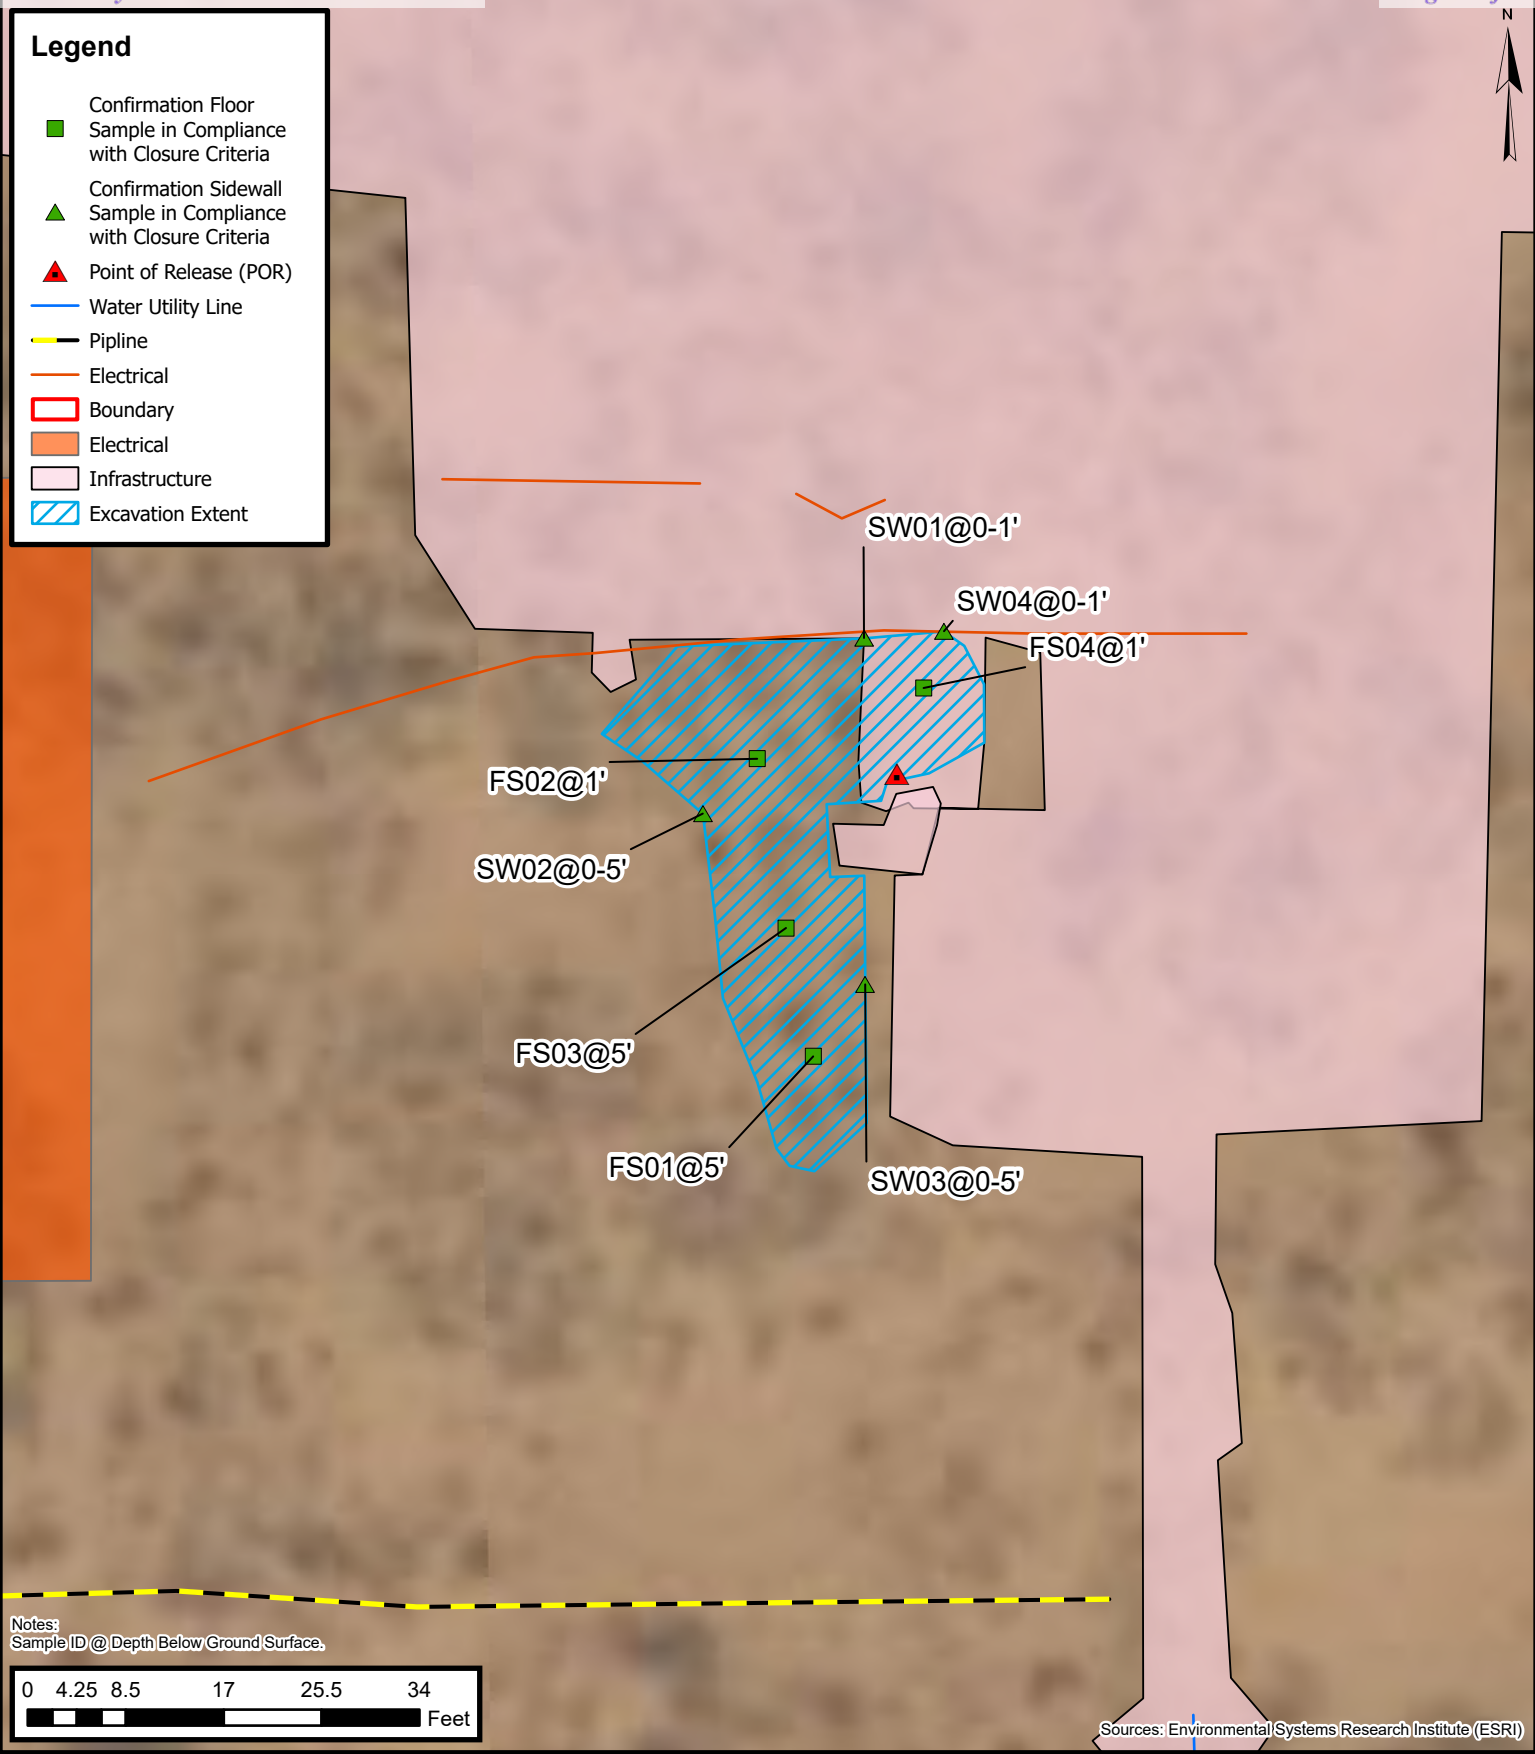 Legend
Confirmation Floor
Sample in Compliance
with Closure Criteria
Confirmation Sidewall
Sample in Compliance
with Closure Criteria
Point of Release (POR)
Water Utility Line
Pipline
Electrical
Boundary
Electrical
Infrastructure
Excavation Extent
N
SW01@0-1'
SW04@0-1'
FS04@1'
FS02@1'
SW02@0-5'
FS03@5'
FS01@5'
SW03@0-5'
Notes:
Sample ID @ Depth Below Ground Surface.
0 4.25 8.5 17 25.5 34
Feet
Sources: Environmental Systems Research Institute (ESRI)